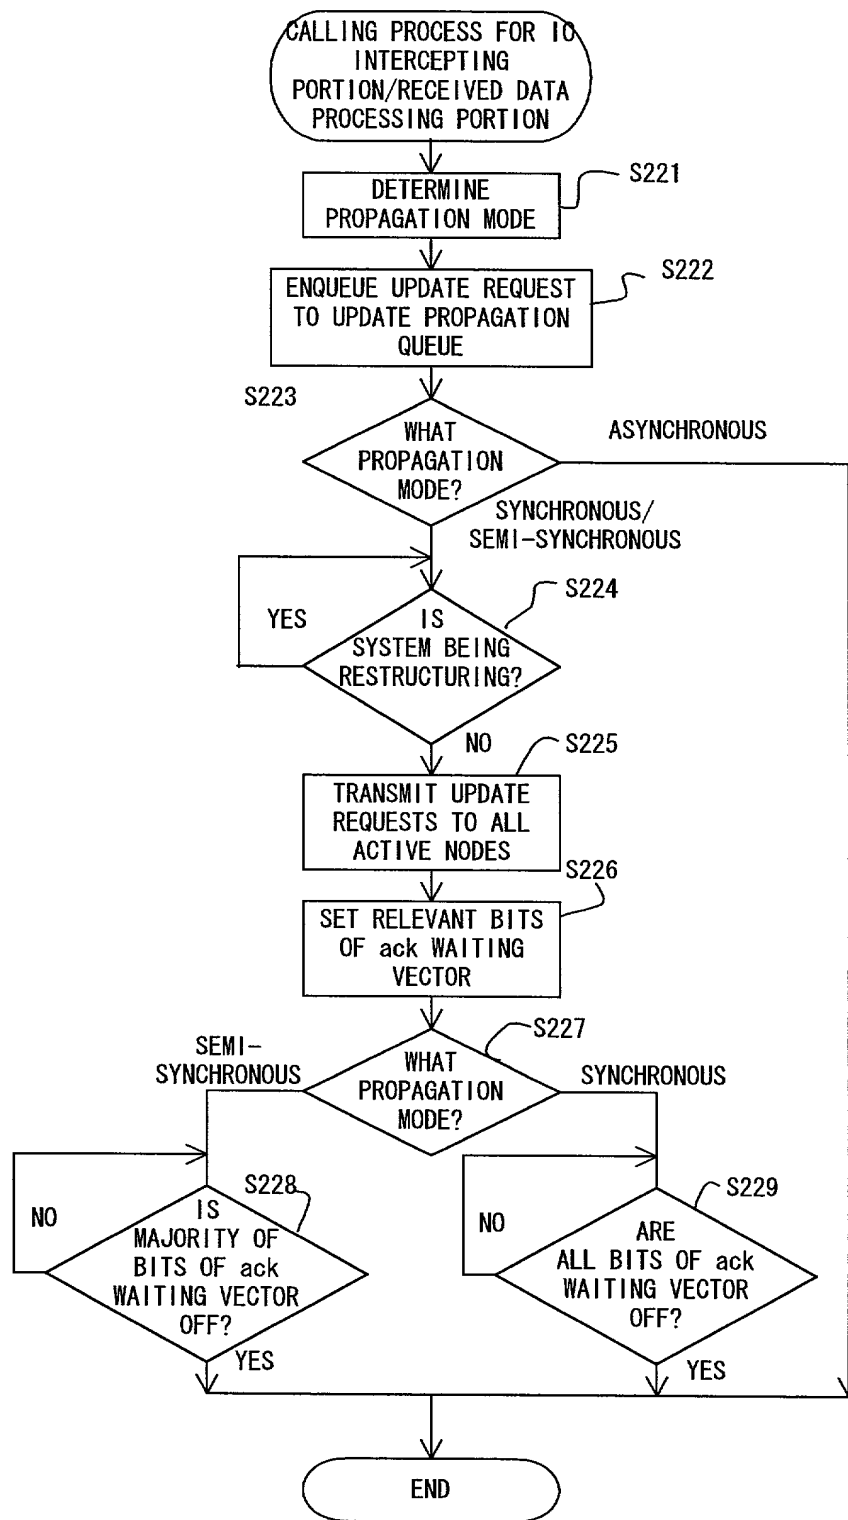 CALLING PROCESS FOR IO
INTERCEPTING
PORTION/RECEIVED DATA
PROCESSING PORTION
S221
DETERMINE
PROPAGATION MODE
S222
ENQUEUE UPDATE REQUEST
TO UPDATE PROPAGATION
QUEUE
S223
WHAT
PROPAGATION
MODE?
ASYNCHRONOUS
SYNCHRONOUS/
SEMI-SYNCHRONOUS
S224
YES
IS
SYSTEM BEING
RESTRUCTURING?
NO
S225
TRANSMIT UPDATE
REQUESTS TO ALL
ACTIVE NODES
S226
SET RELEVANT BITS
OF ack WAITING
VECTOR
S227
SEMI-
SYNCHRONOUS
WHAT
PROPAGATION
MODE?
SYNCHRONOUS
S228
NO
IS
MAJORITY OF
BITS OF ack
WAITING VECTOR
OFF?
YES
S229
NO
ARE
ALL BITS OF ack
WAITING VECTOR
OFF?
YES
END